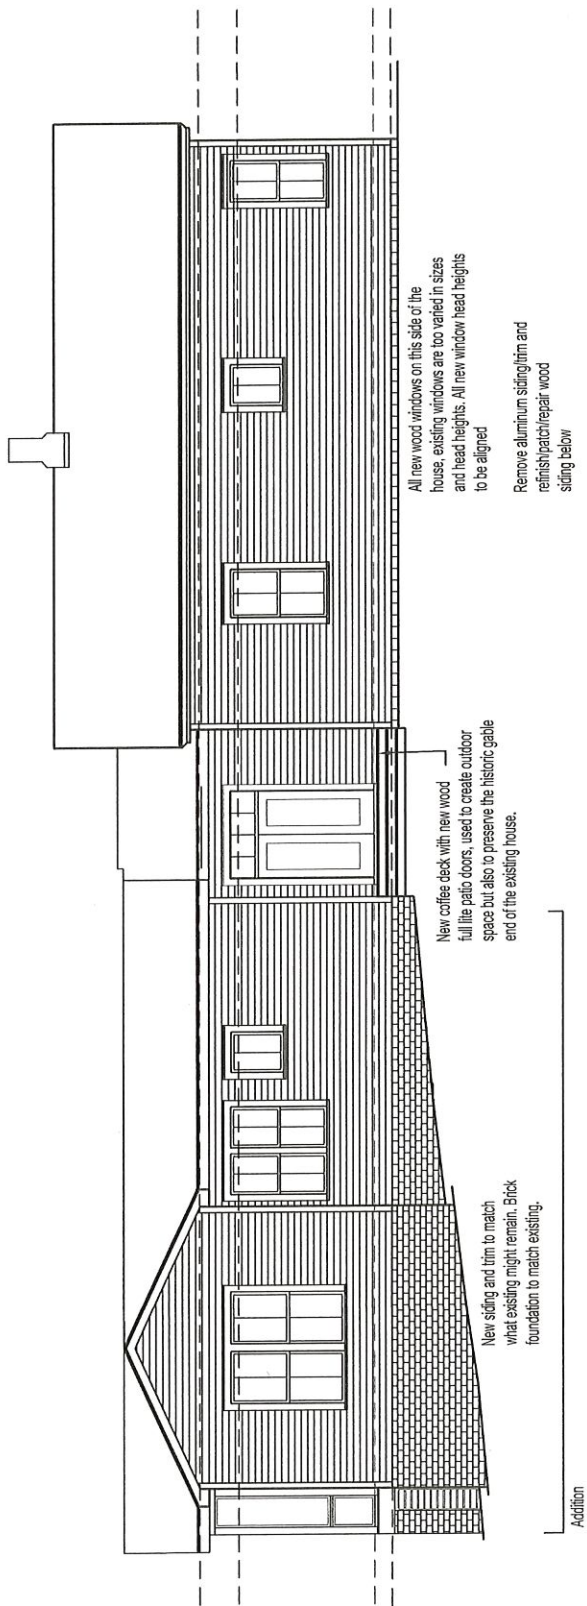 All new wood windows on this side of the
house, existing windows are too varied in sizes
and head heights. All new window head heights
to be aligned
Remove aluminum siding/trim and
refinish/patch/repair wood
siding below
New coffee deck with new wood
full lite patio doors, used to create outdoor
space but also to preserve the historic gable
end of the existing house.
New siding and trim to match
what existing might remain. Brick
foundation to match existing.
Addition